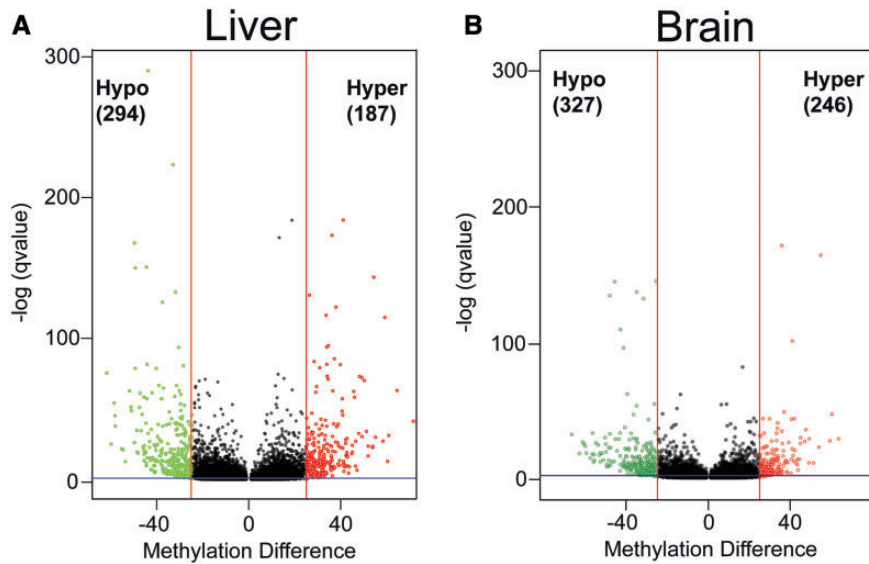 A
Liver
300
Hypo
(294)
Hyper
(187)
200
-log (qvalue)
100
0
-40
0
40
Methylation Difference
B
Brain
300
Hypo
(327)
Hyper
(246)
200
-log (qvalue)
100
0
-40
0
40
Methylation Difference